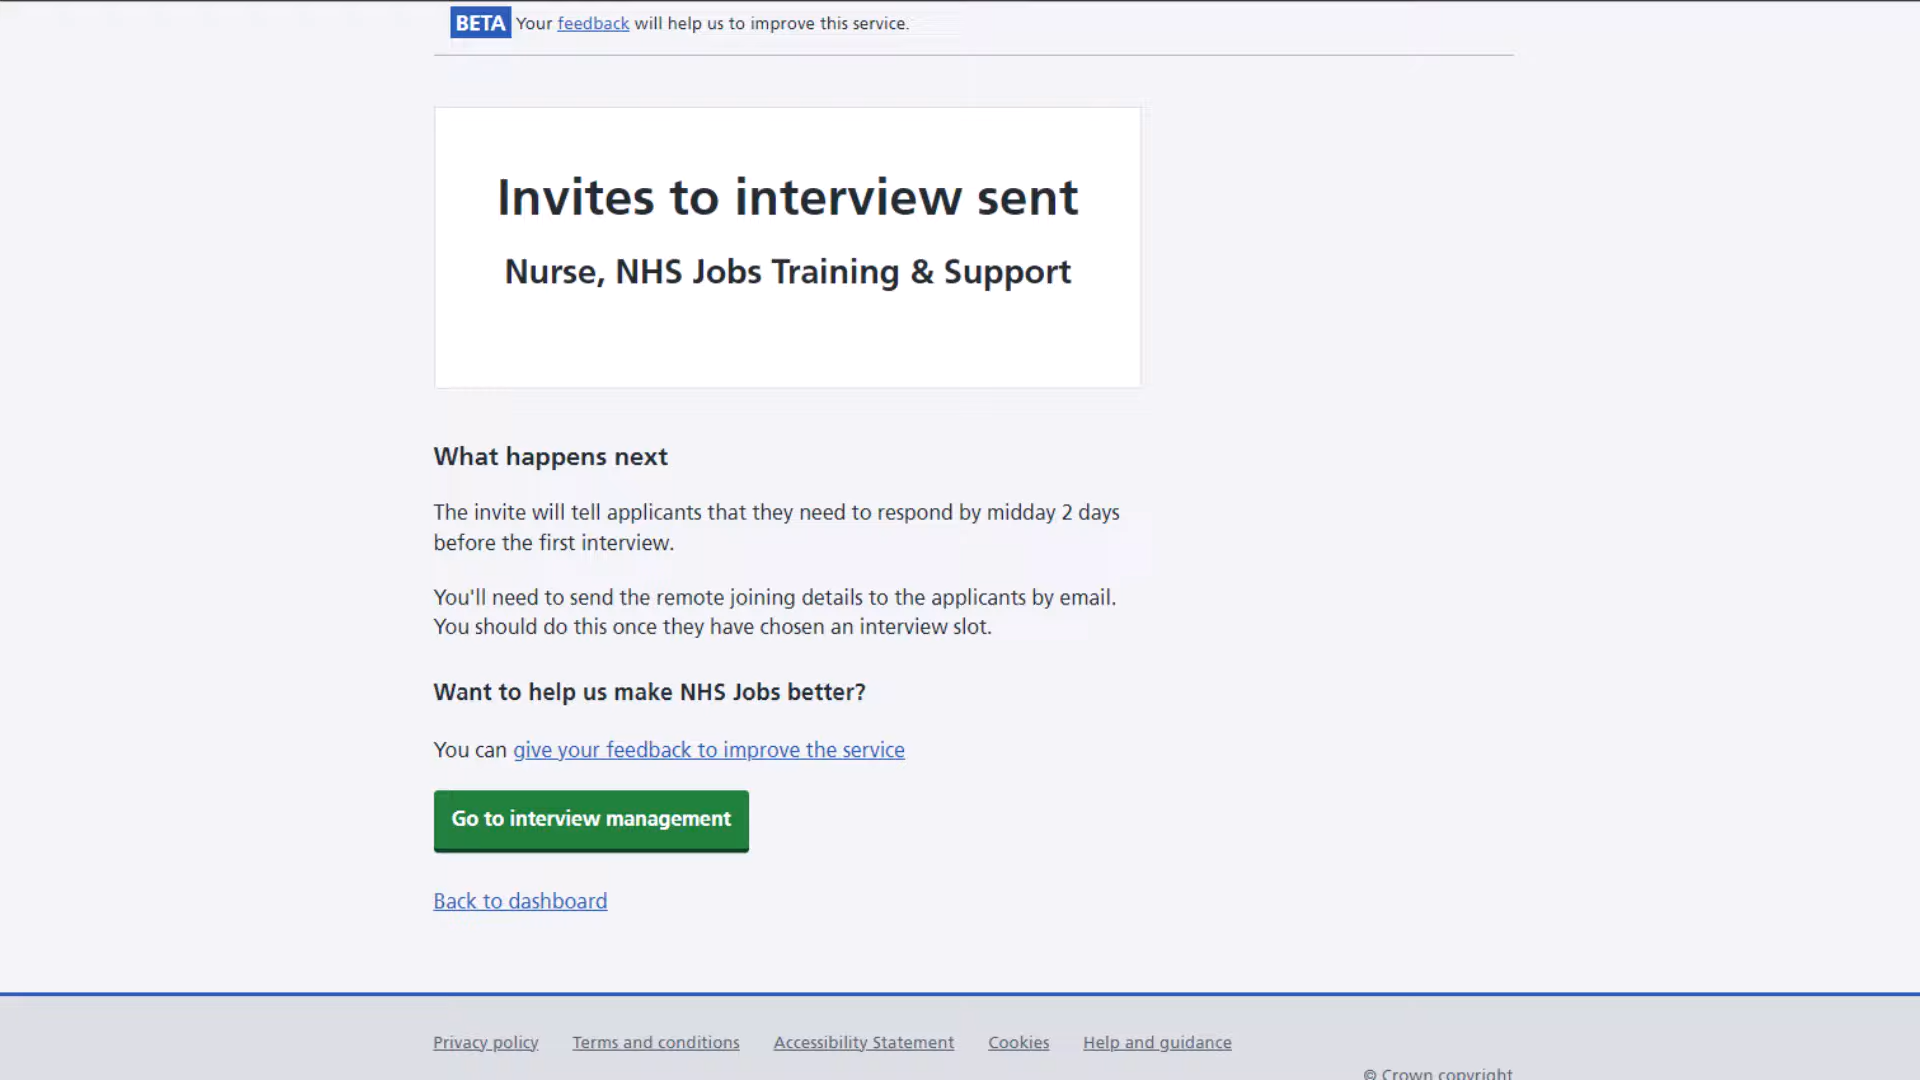 BETA Your feedback will help us to improve this service.
Invites to interview sent
Nurse, NHS Jobs Training & Support
What happens next
The invite will tell applicants that they need to respond by midday 2 days
before the first interview.
You'll need to send the remote joining details to the applicants by email.
You should do this once they have chosen an interview slot.
Want to help us make NHS Jobs better?
You can give your feedback to improve the service
Go to interview management
Back to dashboard
Privacy policy Terms and conditions Accessibility Statement Cookies Help and guidance
© Crown copyright